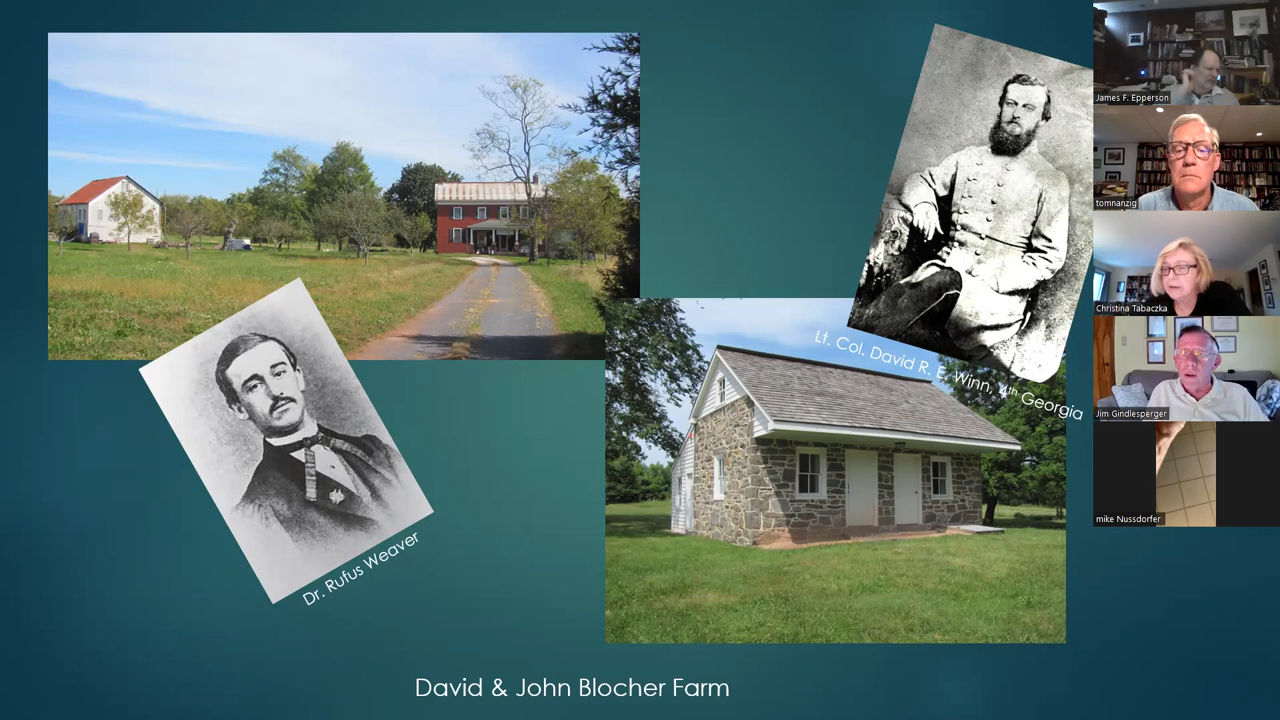 James F. Epperson
tomnanzig
Christina Tabaczka
Lt. Col. David R. E. Winn, 4th Georgia
Jim Gindlesperger
mike Nussdorfer
Dr. Rufus Weaver
David & John Blocher Farm